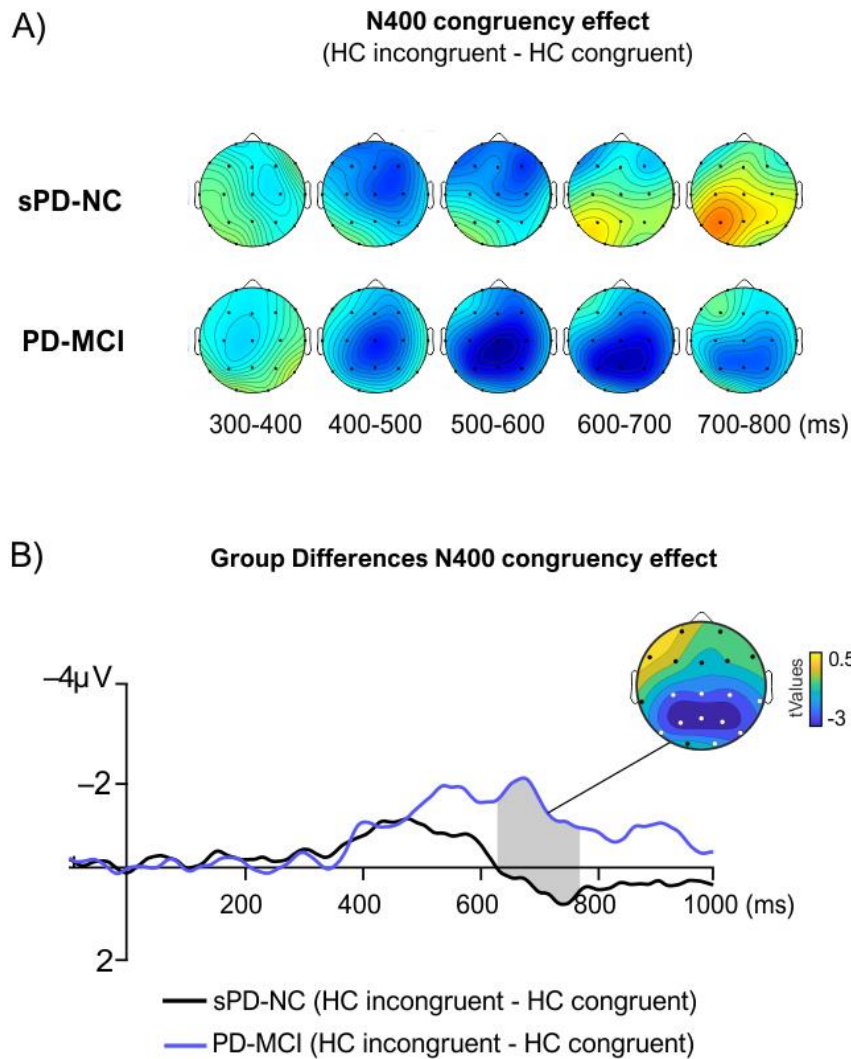 A)
N400 congruency effect
(HC incongruent - HC congruent)
sPD-NC
PD-MCI
300-400 400-500 500-600 600-700 700-800 (ms)
B)
Group Differences N400 congruency effect
–4µV
–2
2
200 400 600 800 1000 (ms)
tValues
0.5
-3
sPD-NC (HC incongruent - HC congruent)
PD-MCI (HC incongruent - HC congruent)